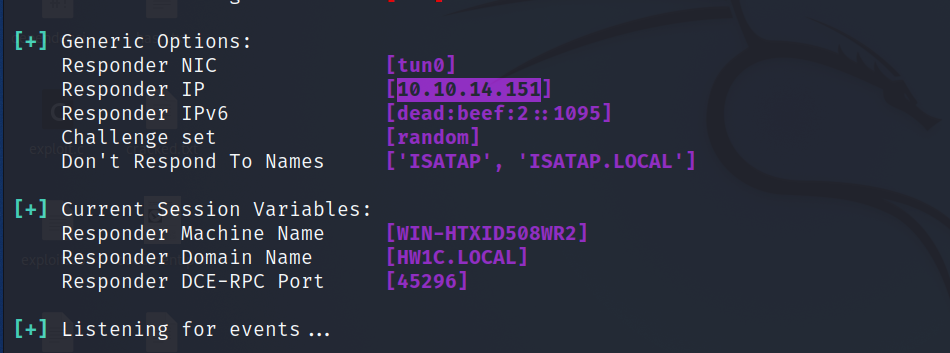 [+] Generic Options:
Responder NIC [tun0]
Responder IP [10.10.14.151]
Responder IPv6 [dead:beef:2::1095]
Challenge set [random]
Don't Respond To Names ['ISATAP', 'ISATAP.LOCAL']
[+] Current Session Variables:
Responder Machine Name [WIN-HTXID508WR2]
Responder Domain Name [HW1C.LOCAL]
Responder DCE-RPC Port [45296]
[+] Listening for events...